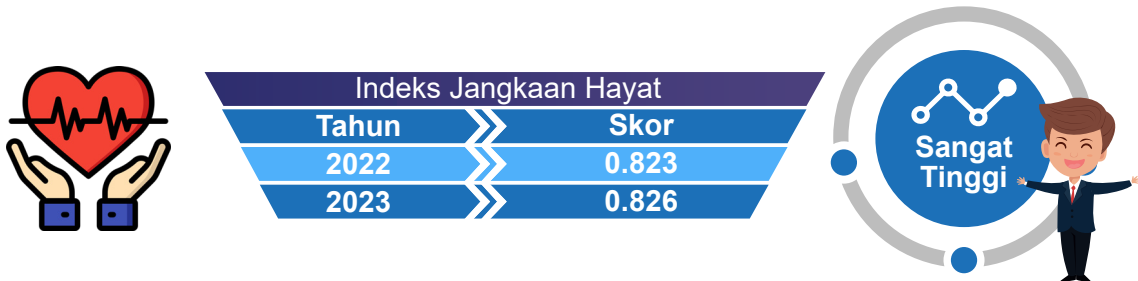 Indeks Jangkaan Hayat
Tahun Skor
2022 0.823
2023 0.826
Sangat
Tinggi